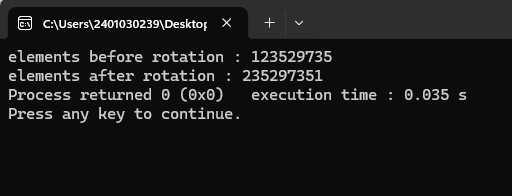 C:\Users\2401030239\Desktop
elements before rotation : 123529735
elements after rotation : 235297351
Process returned 0 (0x0)   execution time : 0.035 s
Press any key to continue.